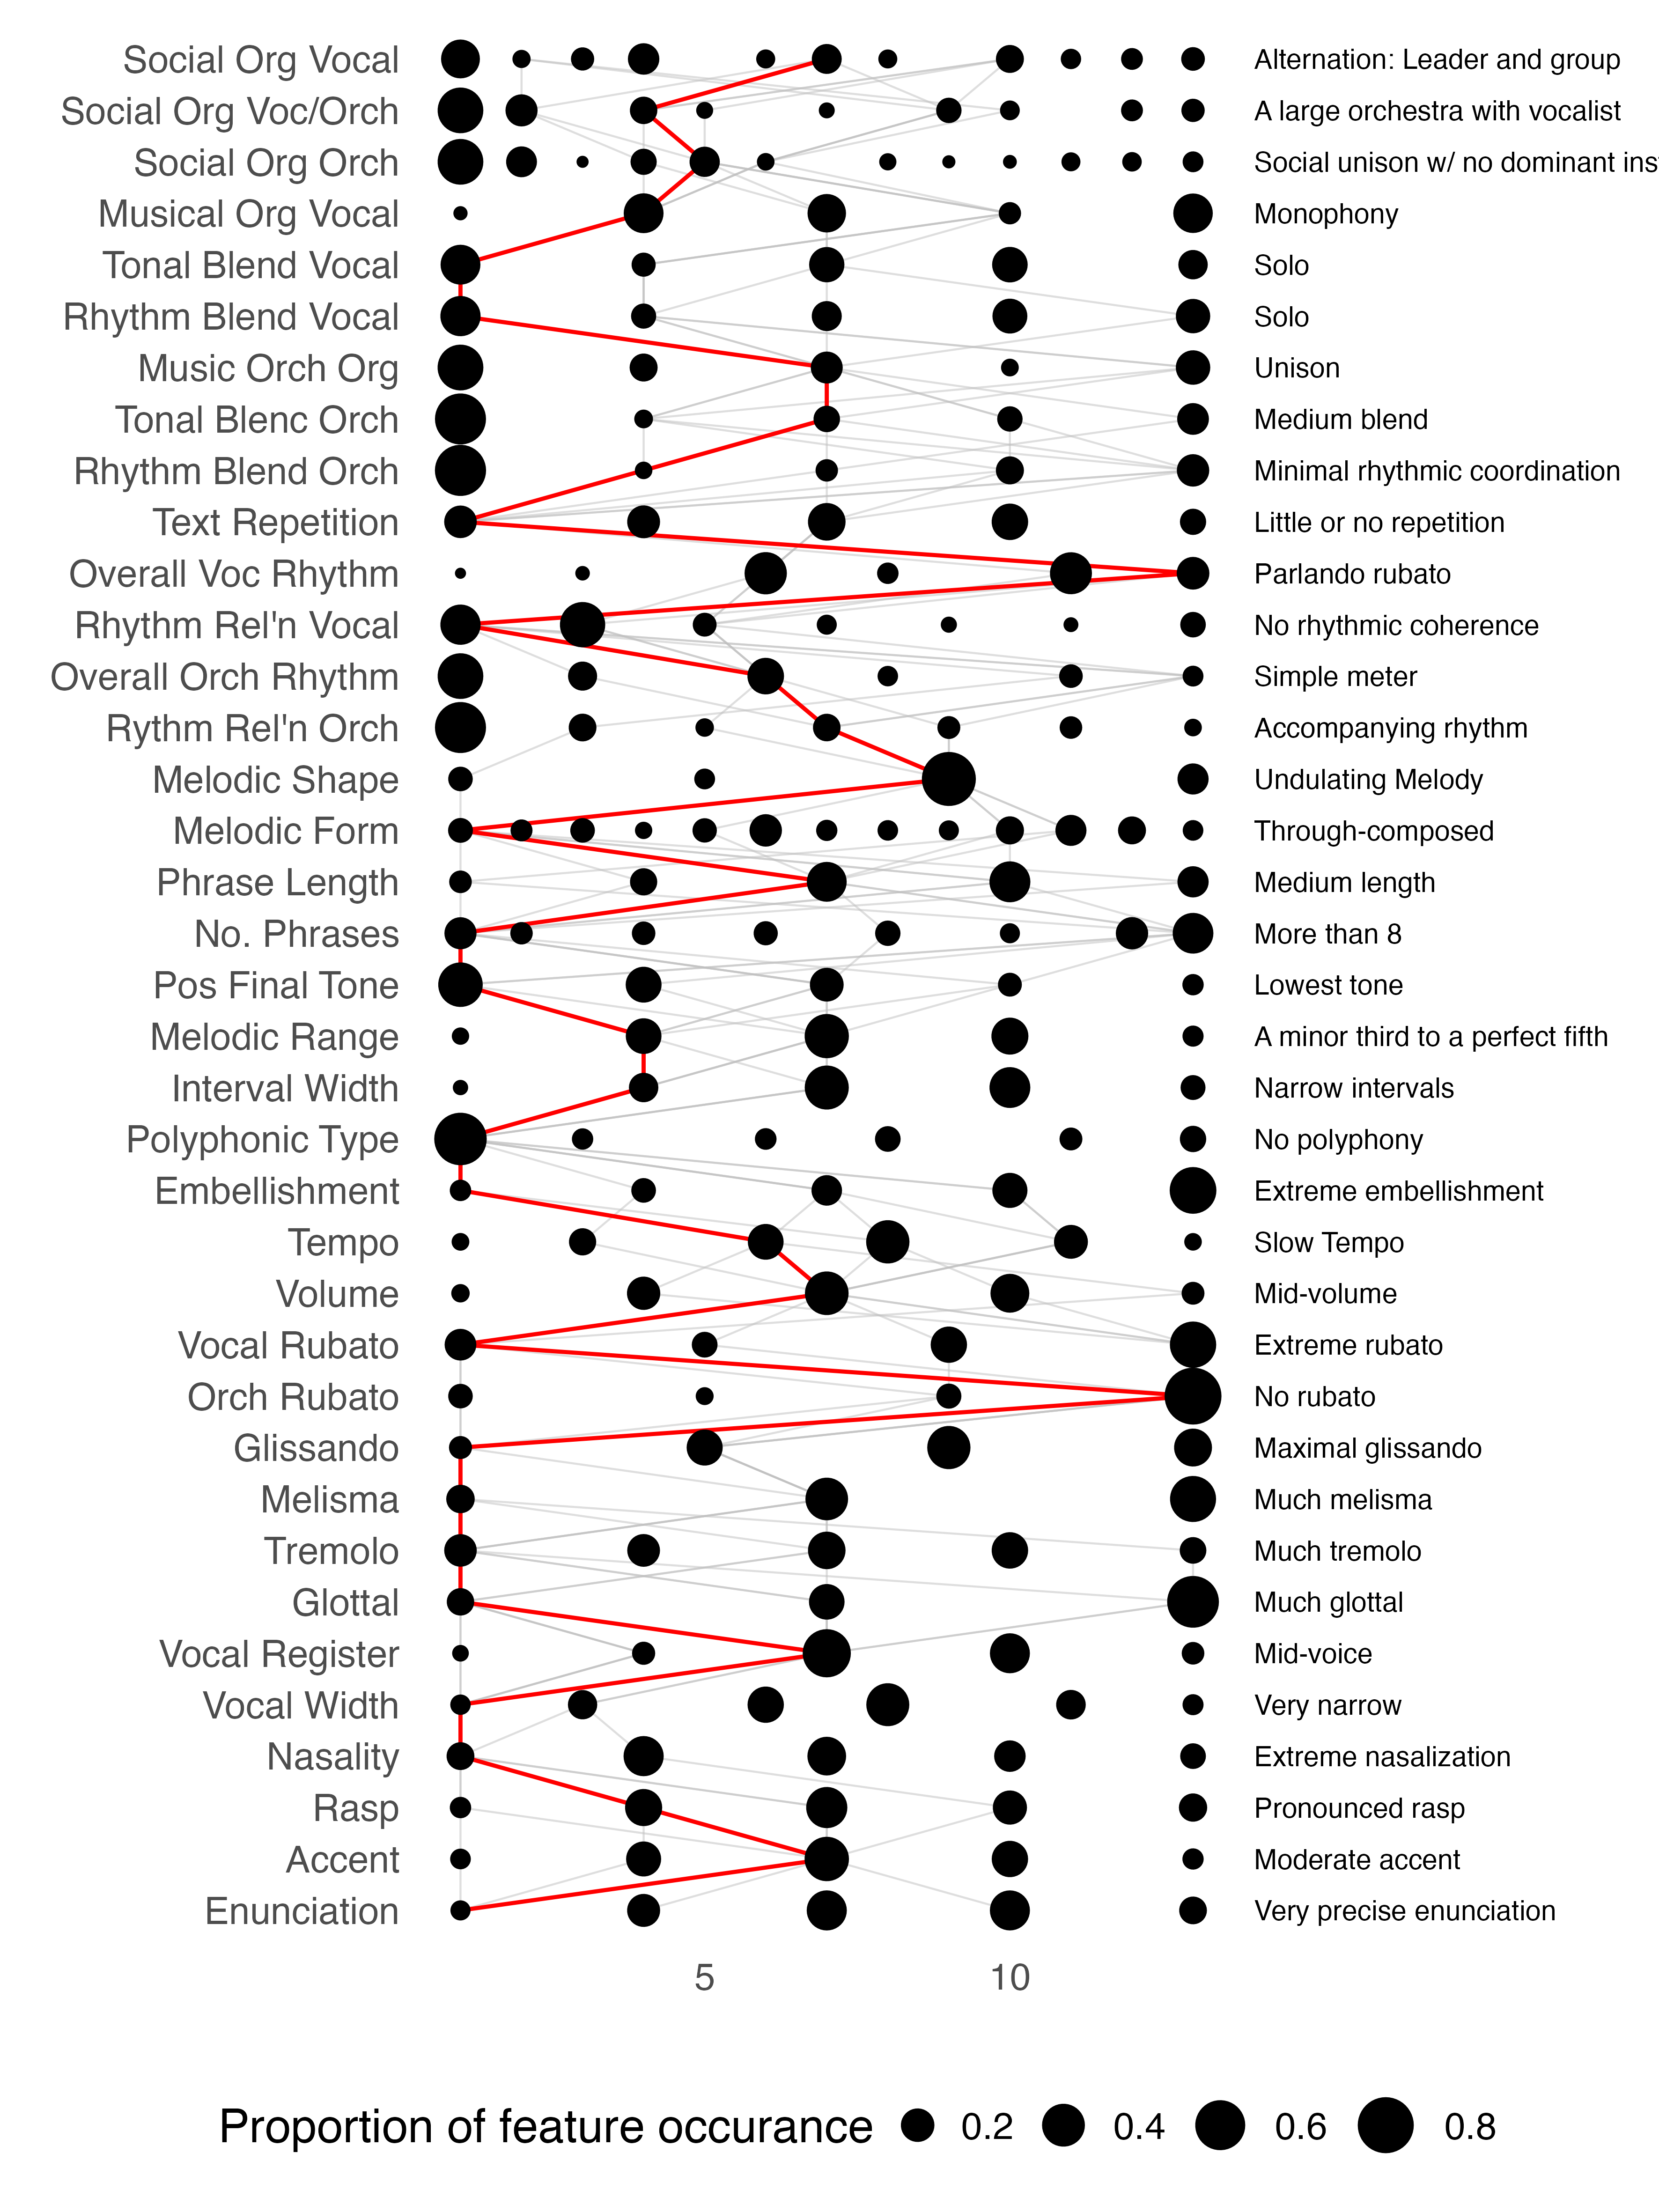 Social Org Vocal Alternation: Leader and group
Social Org Voc/Orch A large orchestra with vocalist
Social Org Orch Social unison w/ no dominant ins
Musical Org Vocal Monophony
Tonal Blend Vocal Solo
Rhythm Blend Vocal Solo
Music Orch Org Unison
Tonal Blenc Orch Medium blend
Rhythm Blend Orch Minimal rhythmic coordination
Text Repetition Little or no repetition
Overall Voc Rhythm Parlando rubato
Rhythm Rel'n Vocal No rhythmic coherence
Overall Orch Rhythm Simple meter
Rythm Rel'n Orch Accompanying rhythm
Melodic Shape Undulating Melody
Melodic Form Through-composed
Phrase Length Medium length
No. Phrases More than 8
Pos Final Tone Lowest tone
Melodic Range A minor third to a perfect fifth
Interval Width Narrow intervals
Polyphonic Type No polyphony
Embellishment Extreme embellishment
Tempo Slow Tempo
Volume Mid-volume
Vocal Rubato Extreme rubato
Orch Rubato No rubato
Glissando Maximal glissando
Melisma Much melisma
Tremolo Much tremolo
Glottal Much glottal
Vocal Register Mid-voice
Vocal Width Very narrow
Nasality Extreme nasalization
Rasp Pronounced rasp
Accent Moderate accent
Enunciation Very precise enunciation
5 10
Proportion of feature occurance 0.2 0.4 0.6 0.8